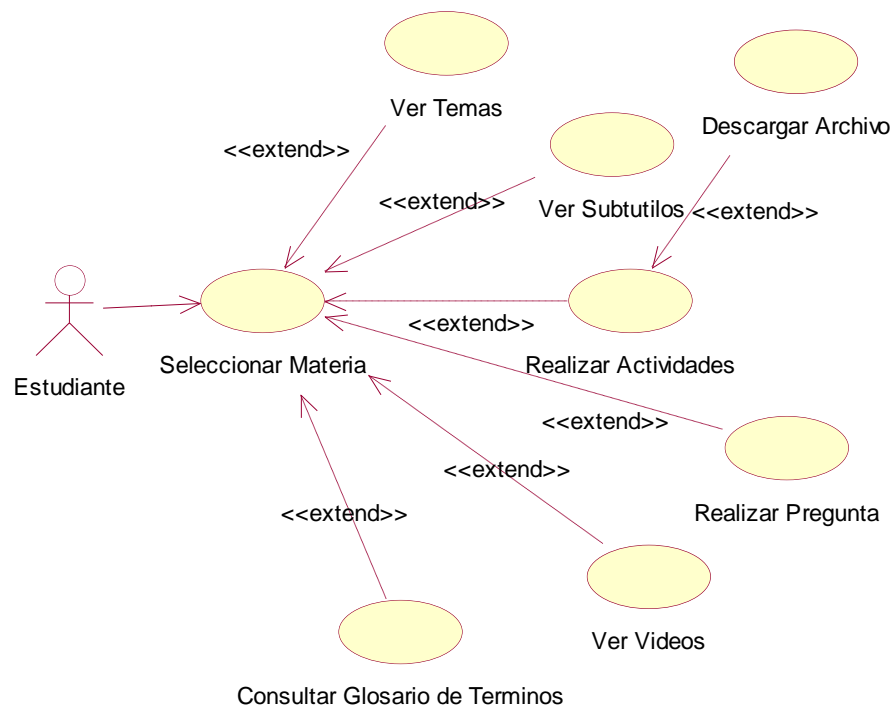 Ver Temas
Descargar Archivo
<<extend>>
<<extend>>
Ver Subtutilos
<<extend>>
<<extend>>
Seleccionar Materia
Realizar Actividades
Estudiante
<<extend>>
<<extend>>
<<extend>>
Realizar Pregunta
Ver Videos
Consultar Glosario de Terminos